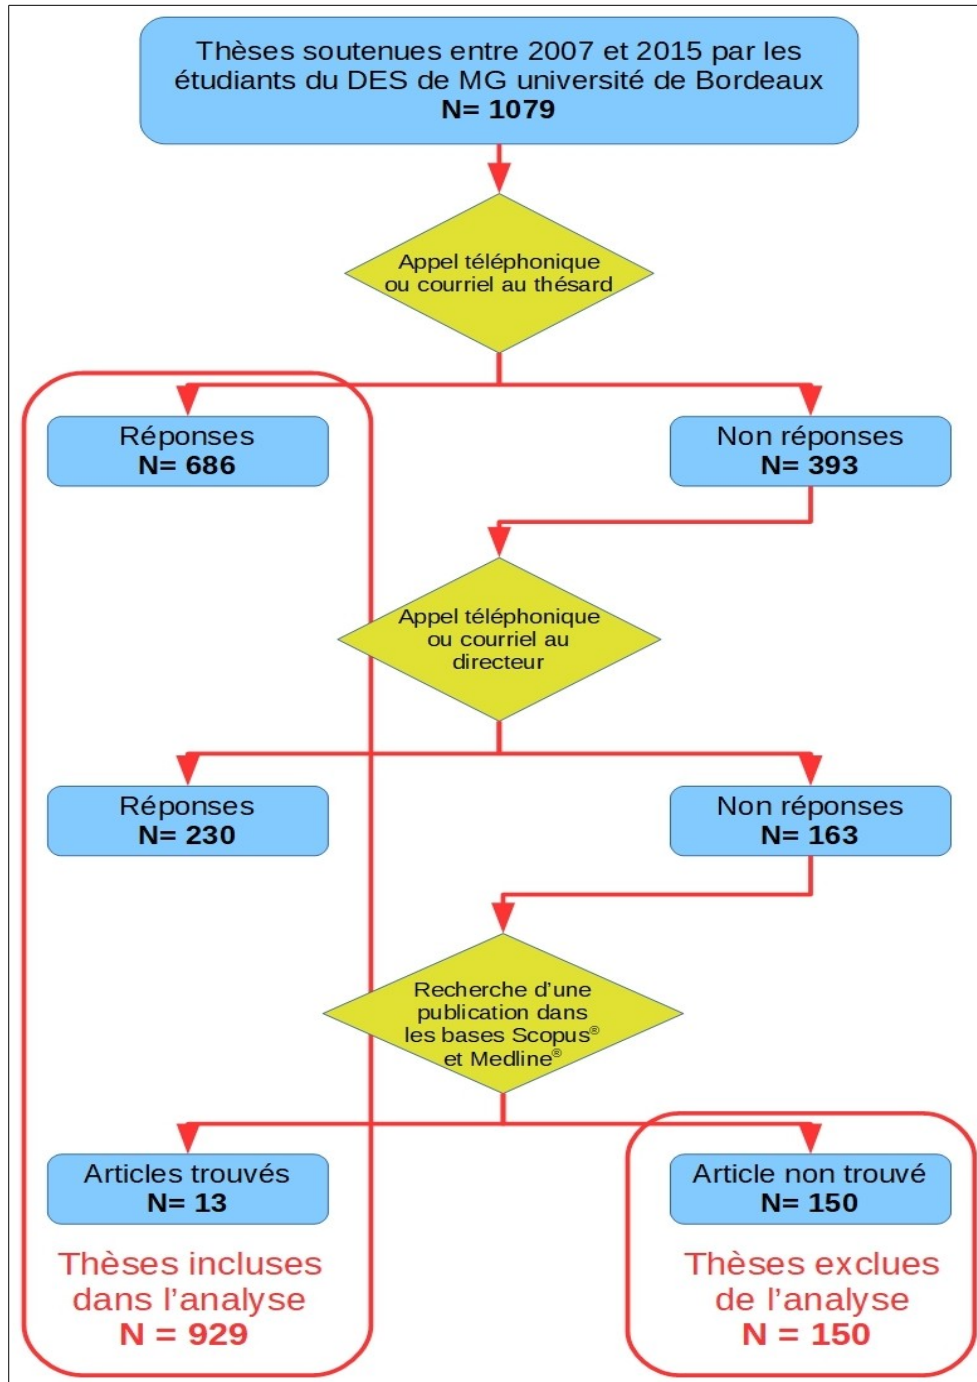 Thèses soutenues entre 2007 et 2015 par les
étudiants du DES de MG université de Bordeaux
N= 1079
Appel téléphonique
ou courriel au thésard
Réponses
N= 686
Non réponses
N= 393
Appel téléphonique
ou courriel au
directeur
Réponses
N= 230
Non réponses
N= 163
Recherche d’une
publication dans
les bases Scopus®
et Medline®
Articles trouvés
N= 13
Article non trouvé
N= 150
Thèses incluses
dans l’analyse
N = 929
Thèses exclues
de l’analyse
N = 150